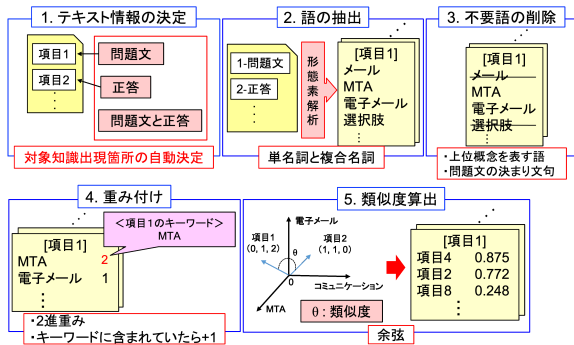 1. テキスト情報の決定
項目1
項目2
・
・
・
問題文
正答
問題文と正答
対象知識出現箇所の自動決定
2. 語の抽出
1-問題文
2-正答
・
・
・
形態素解析
・・・
[項目1]
メール
MTA
電子メール
選択肢
・
・
・
単名詞と複合名詞
3. 不要語の削除
・・・
[項目1]
メール
MTA
電子メール
選択肢
・
・
・
・上位概念を表す語
・問題文の決まり文句
4. 重み付け
・・・
[項目1]
MTA 2
電子メール 1
・
・
・
＜項目１のキーワード＞
MTA
・2進重み
・キーワードに含まれていたら+1
5. 類似度算出
電子メール
項目1
(0, 1, 2)
θ
項目2
(1, 1, 0)
0
コミュニケーション
MTA
θ : 類似度
・・・
[項目1]
項目4 0.875
項目2 0.772
項目8 0.248
・
・
・
余弦